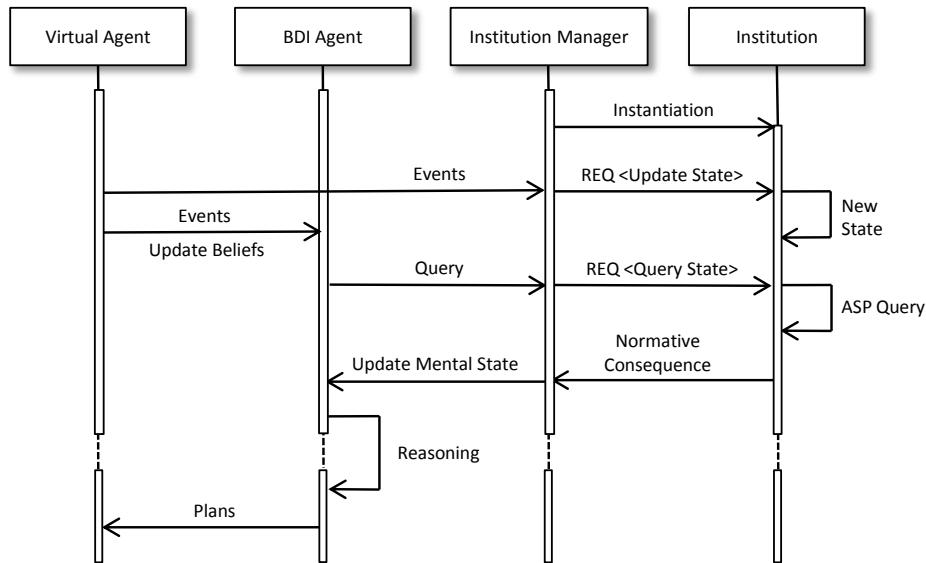 Virtual Agent
BDI Agent
Institution Manager
Institution
Instantiation
Events
REQ <Update State>
New
State
Events
Update Beliefs
Query
REQ <Query State>
ASP Query
Normative
Consequence
Update Mental State
Reasoning
Plans